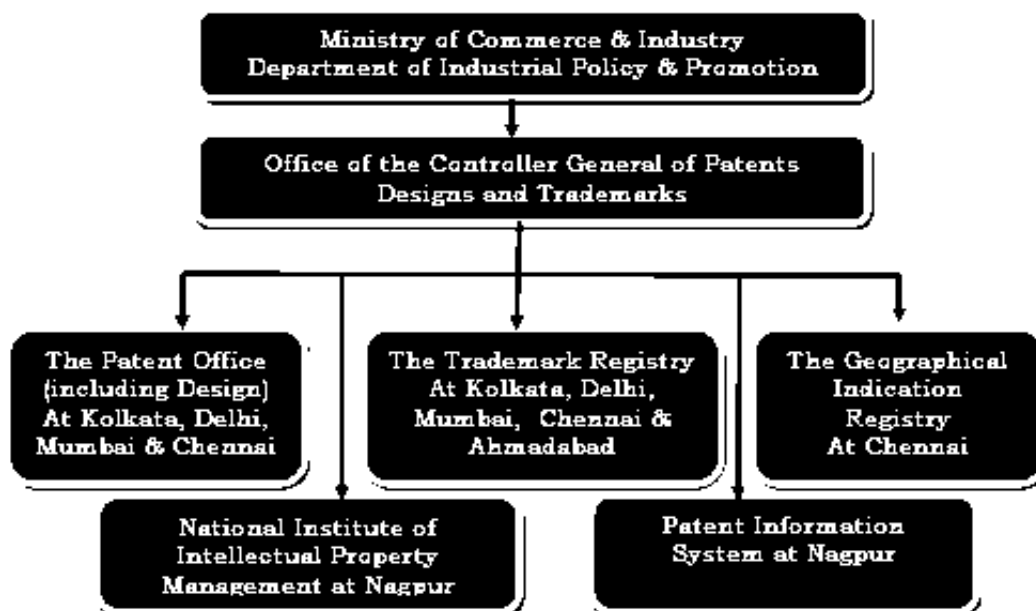 Ministry of Commerce & Industry
Department of Industrial Policy & Promotion
Office of the Controller General of Patents
Designs and Trademarks
The Patent Office
(including Design)
At Kolkata, Delhi,
Mumbai & Chennai
The Trademark Registry
At Kolkata, Delhi,
Mumbai, Chennai &
Ahmadabad
The Geographical
Indication
Registry
At Chennai
National Institute of
Intellectual Property
Management at Nagpur
Patent Information
System at Nagpur